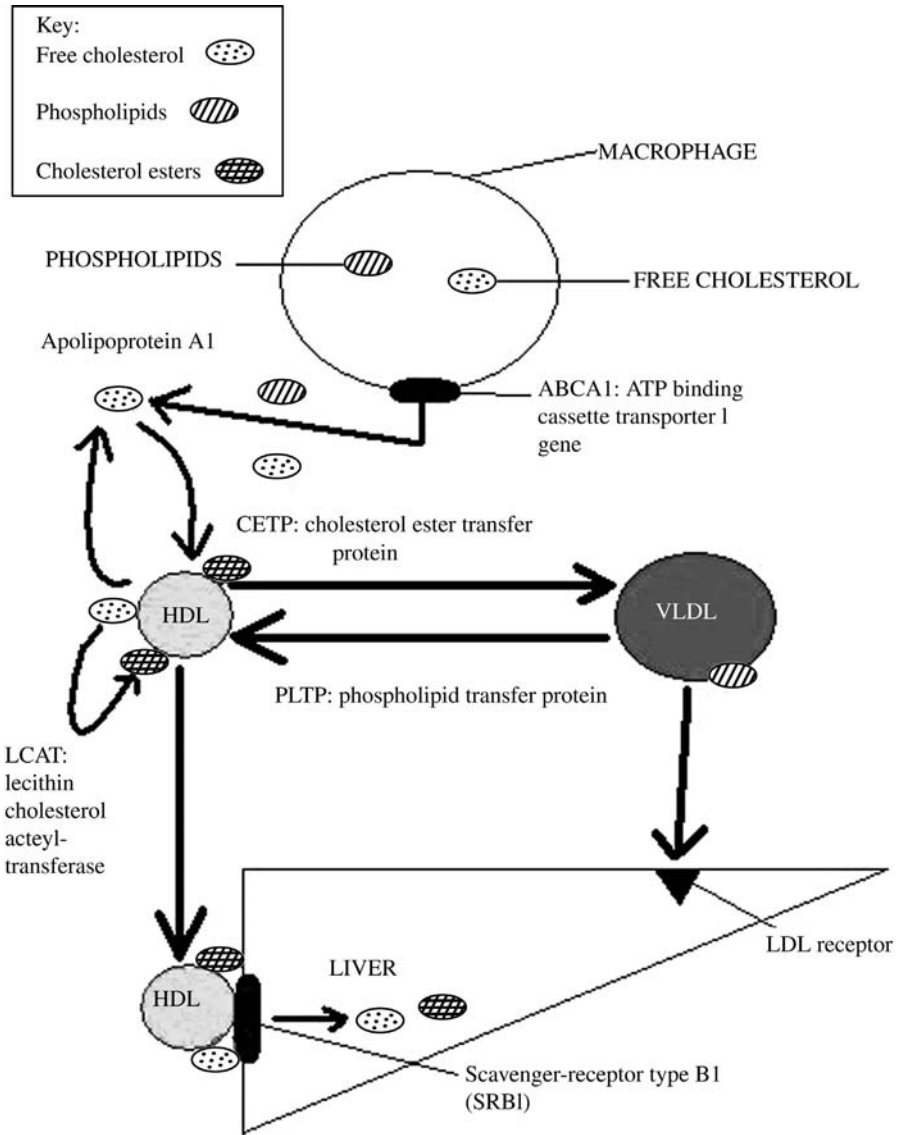 Key:
Free cholesterol
Phospholipids
Cholesterol esters
MACROPHAGE
PHOSPHOLIPIDS
FREE CHOLESTEROL
Apolipoprotein A1
ABCA1: ATP binding
cassette transporter l
gene
CETP: cholesterol ester transfer
protein
HDL
VLDL
PLTP: phospholipid transfer protein
LCAT:
lecithin
cholesterol
acteyl-
transferase
LDL receptor
LIVER
HDL
Scavenger-receptor type B1
(SRBl)